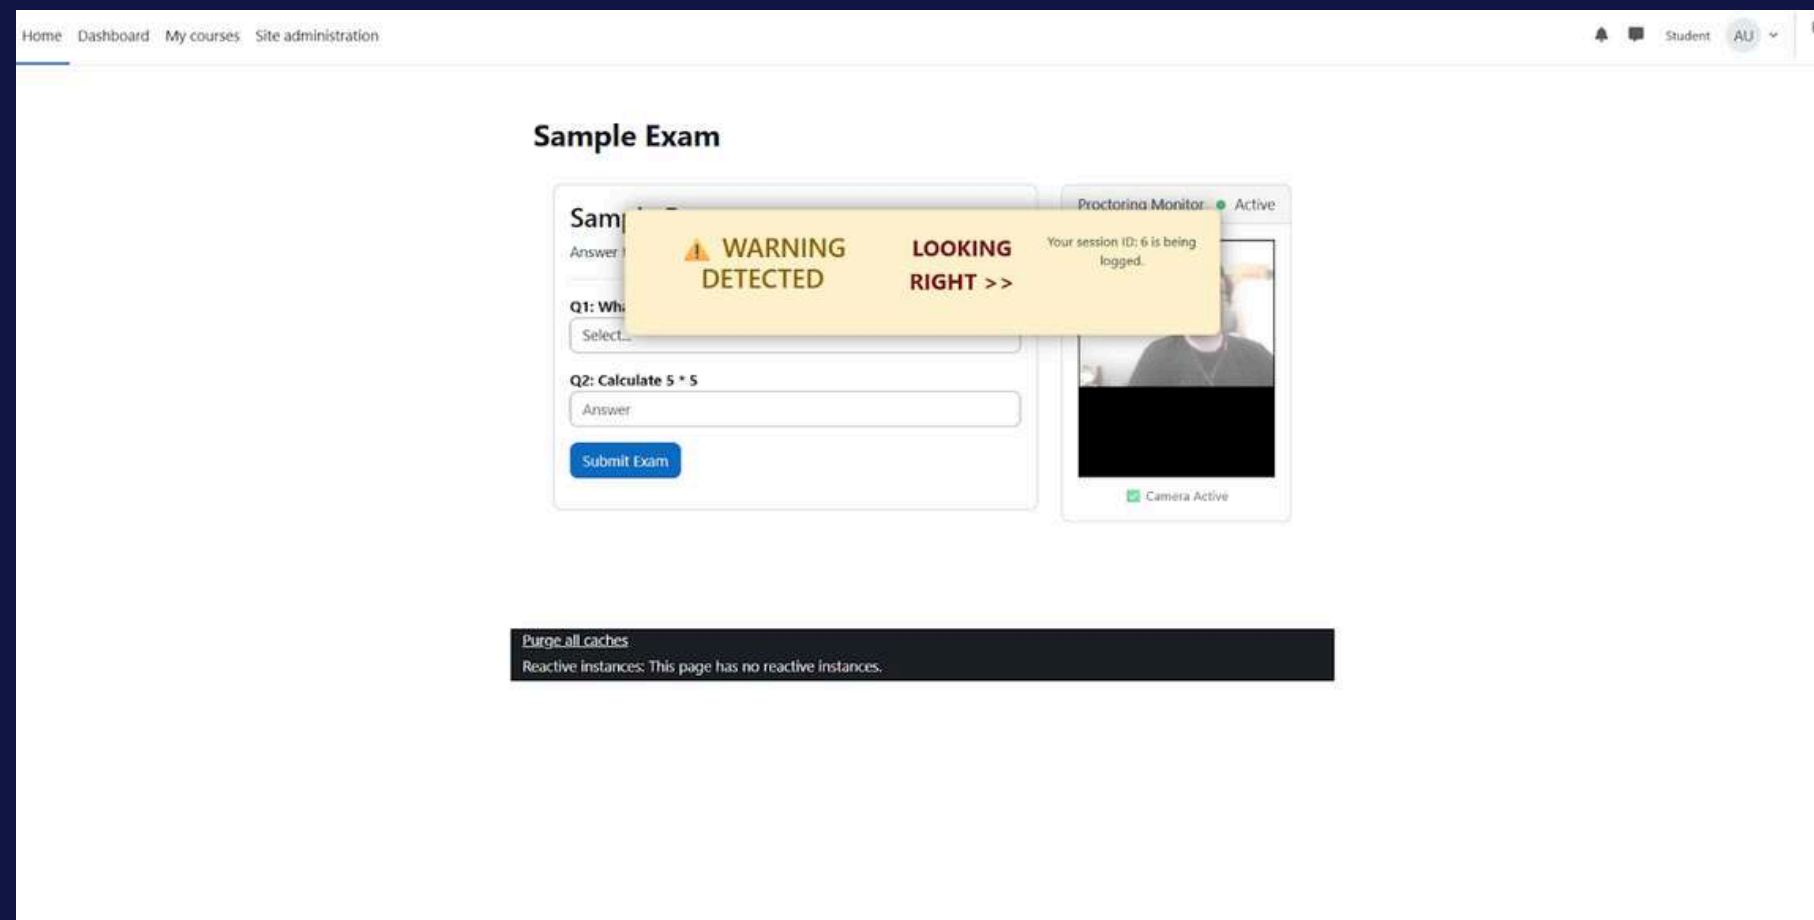 Home Dashboard My courses Site administration
Student AU
Sample Exam
Proctoring Monitor Active
Answer
WARNING
DETECTED
LOOKING
RIGHT >>
Your session ID: 6 is being
logged.
Q1:
Select...
Q2: Calculate 5 * 5
Answer
Submit Exam
Camera Active
Purge all caches
Reactive instances: This page has no reactive instances.